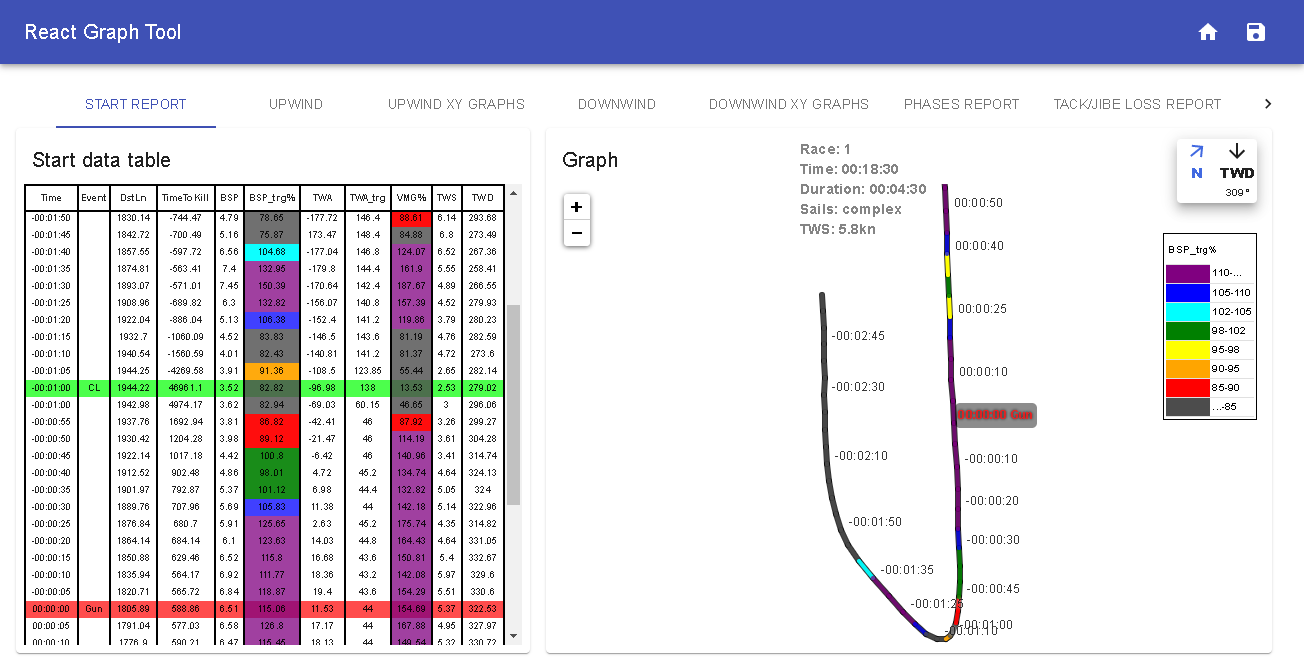 React Graph Tool
START REPORT UPWIND UPWIND XY GRAPHS DOWNWIND DOWNWIND XY GRAPHS PHASES REPORT TACK/JIBE LOSS REPORT
Start data table
Time Event DstLn TimeTo Kill BSP BSP_trg% TWA TWA_trg VMG% TWS TWD
-00:01:50 1830.14 -744.47 4.79 78.65 -177.72 146.4 83.61 6.14 293.68
-00:01:45 1842.72 -700.49 5.16 75.87 173.47 148.4 84.88 6.8 273.49
-00:01:40 1857.55 -597.72 6.56 104.68 -177.04 146.8 124.07 6.52 267.36
-00:01:35 1874.81 -563.41 7.4 132.95 -179.8 144.4 161.9 5.55 258.41
-00:01:30 1893.07 -571.01 7.45 150.39 -170.64 142.4 187.67 4.89 266.55
-00:01:25 1908.96 -689.82 6.3 132.82 -156.07 140.8 157.39 4.52 279.93
-00:01:20 1922.04 -886.04 5.13 106.38 -152.4 141.2 119.86 3.79 280.23
-00:01:15 1932.7 -1060.09 4.52 83.83 -146.5 143.6 81.19 4.76 282.59
-00:01:10 1940.54 -1560.59 4.01 82.43 -140.81 141.2 81.37 4.72 273.6
-00:01:05 1944.25 -4269.58 3.91 91.36 -108.5 123.85 55.44 2.65 282.14
-00:01:00 CL 1944.22 46961.1 3.52 82.82 -96.98 138 13.53 2.53 279.02
-00:01:00 1942.98 4974.17 3.62 82.94 -69.03 60.15 46.65 3 296.06
-00:00:55 1937.76 1692.94 3.81 86.82 -42.41 46 87.92 3.26 299.27
-00:00:50 1930.42 1204.28 3.98 89.12 -21.47 46 114.19 3.61 304.28
-00:00:45 1922.14 1017.18 4.42 100.8 -6.42 46 140.96 3.41 314.74
-00:00:40 1912.52 902.48 4.86 98.01 4.72 45.2 134.74 4.64 324.13
-00:00:35 1901.97 792.87 5.37 101.12 6.98 44.4 132.82 5.05 324
-00:00:30 1889.76 707.96 5.69 105.83 11.38 44 142.18 5.14 322.96
-00:00:25 1876.84 680.7 5.91 125.65 2.63 45.2 175.74 4.35 314.82
-00:00:20 1864.14 684.14 6.1 123.63 14.03 44.8 164.43 4.64 331.05
-00:00:15 1850.88 629.46 6.52 115.8 16.68 43.6 150.81 5.4 332.67
-00:00:10 1835.94 564.17 6.92 111.77 18.36 43.2 142.08 5.97 329.6
-00:00:05 1820.71 565.72 6.84 118.87 19.4 43.6 154.29 5.51 330.6
00:00:00 Gun 1805.89 588.86 6.51 115.06 11.53 44 154.69 5.37 322.53
00:00:05 1791.04 577.03 6.58 126.8 17.17 44 167.88 4.95 327.97
00:00:10 1776.9 590.21 6.47 115.45 18.13 44 149.54 5.32 330.72
Graph
+
−
Race: 1
Time: 00:18:30
Duration: 00:04:30
Sails: complex
TWS: 5.8kn
N TWD
309°
00:00:50
00:00:40
00:00:25
00:00:10
00:00:00 Gun
-00:00:10
-00:00:20
-00:00:30
-00:00:45
-00:01:00
-00:01:10
-00:01:25
-00:01:35
-00:01:50
-00:02:10
-00:02:30
-00:02:45
BSP_trg%
110-...
105-110
102-105
98-102
95-98
90-95
85-90
...-85